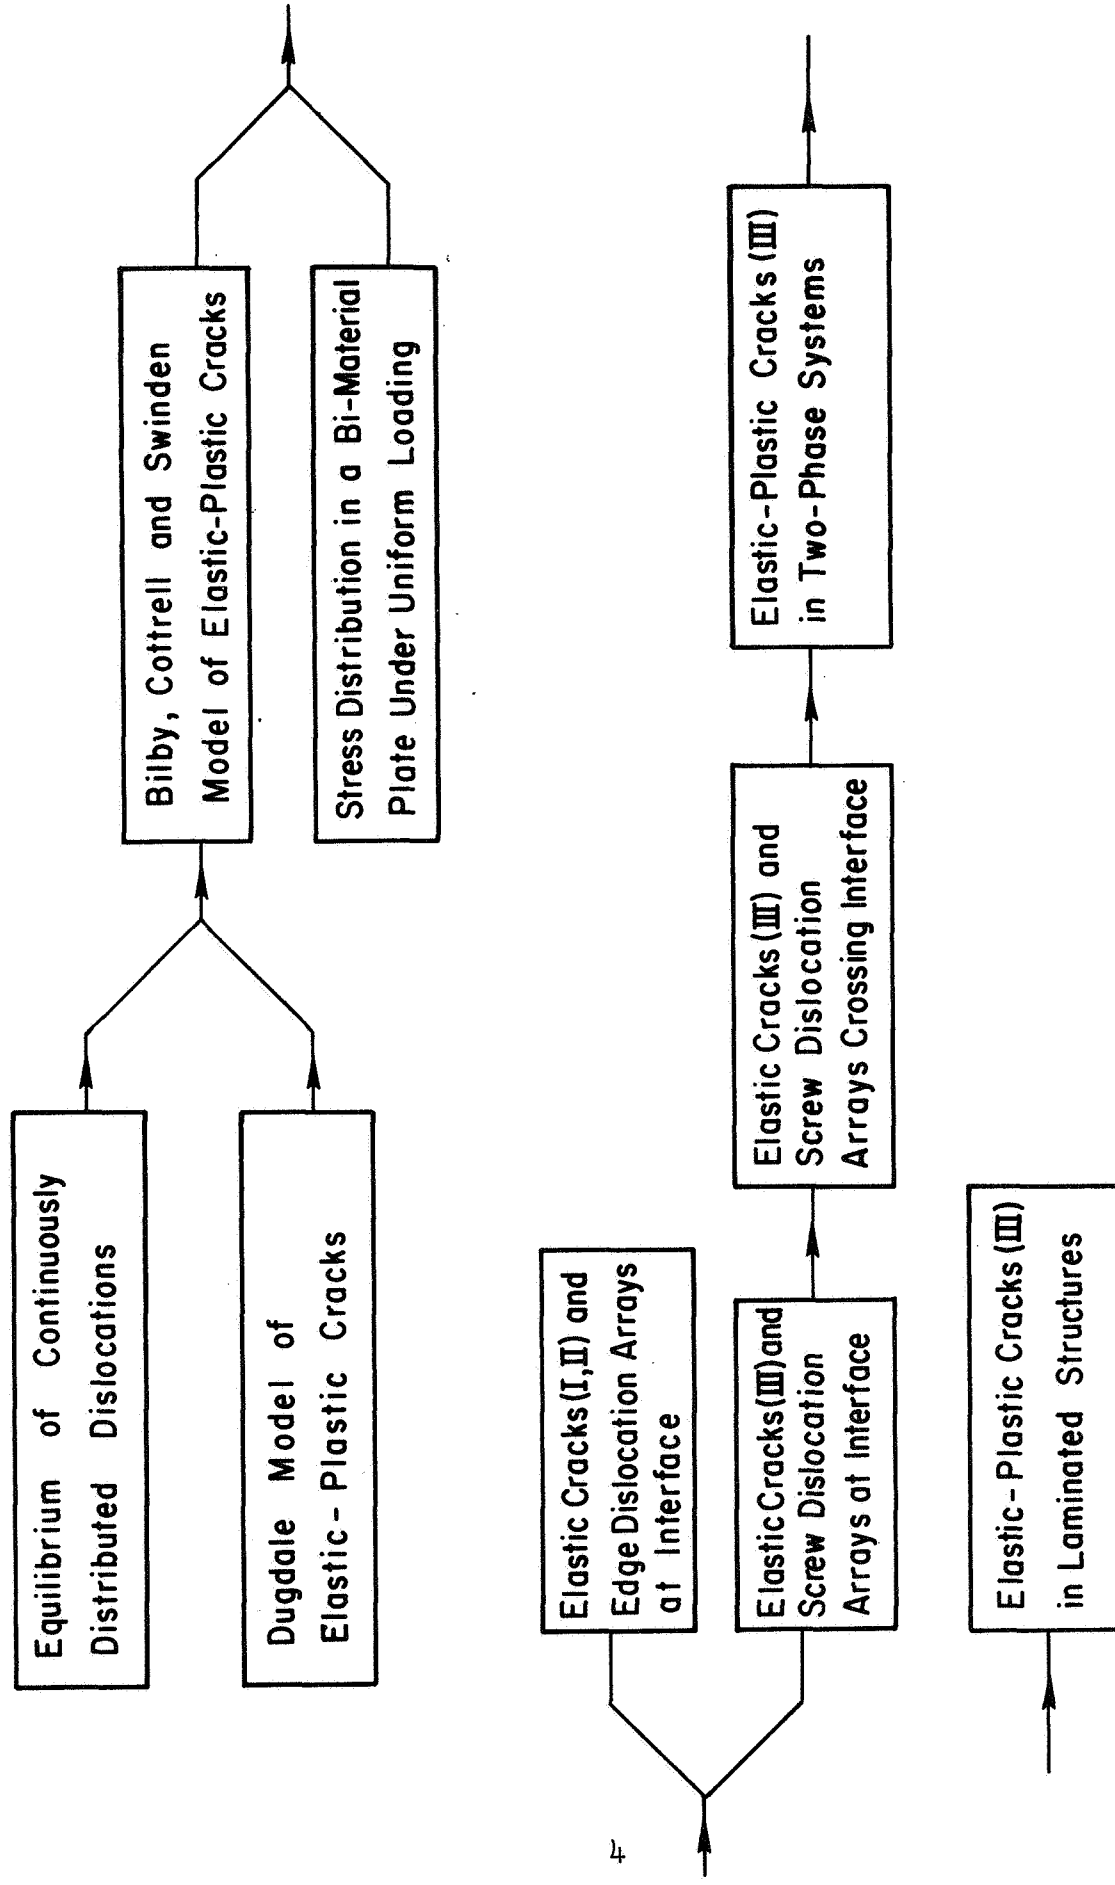 Equilibrium of Continuously
Distributed Dislocations
Dugdale Model of
Elastic-Plastic Cracks
Bilby, Cottrell and Swinden
Model of Elastic-Plastic Cracks
Stress Distribution in a Bi-Material
Plate Under Uniform Loading
Elastic Cracks (I,II) and
Edge Dislocation Arrays
at Interface
Elastic Cracks (III) and
Screw Dislocation
Arrays at Interface
Elastic Cracks (III) and
Screw Dislocation
Arrays Crossing Interface
Elastic-Plastic Cracks (III)
in Two-Phase Systems
Elastic-Plastic Cracks (III)
in Laminated Structures
4